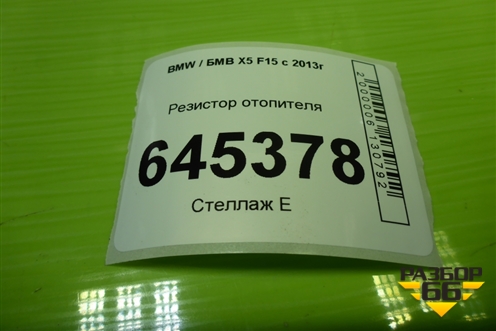 BMW / БМВ X5 F15 с 2013г
Резистор отопителя
645378
Стеллаж Е
2000006130792
РАЗБОР
66